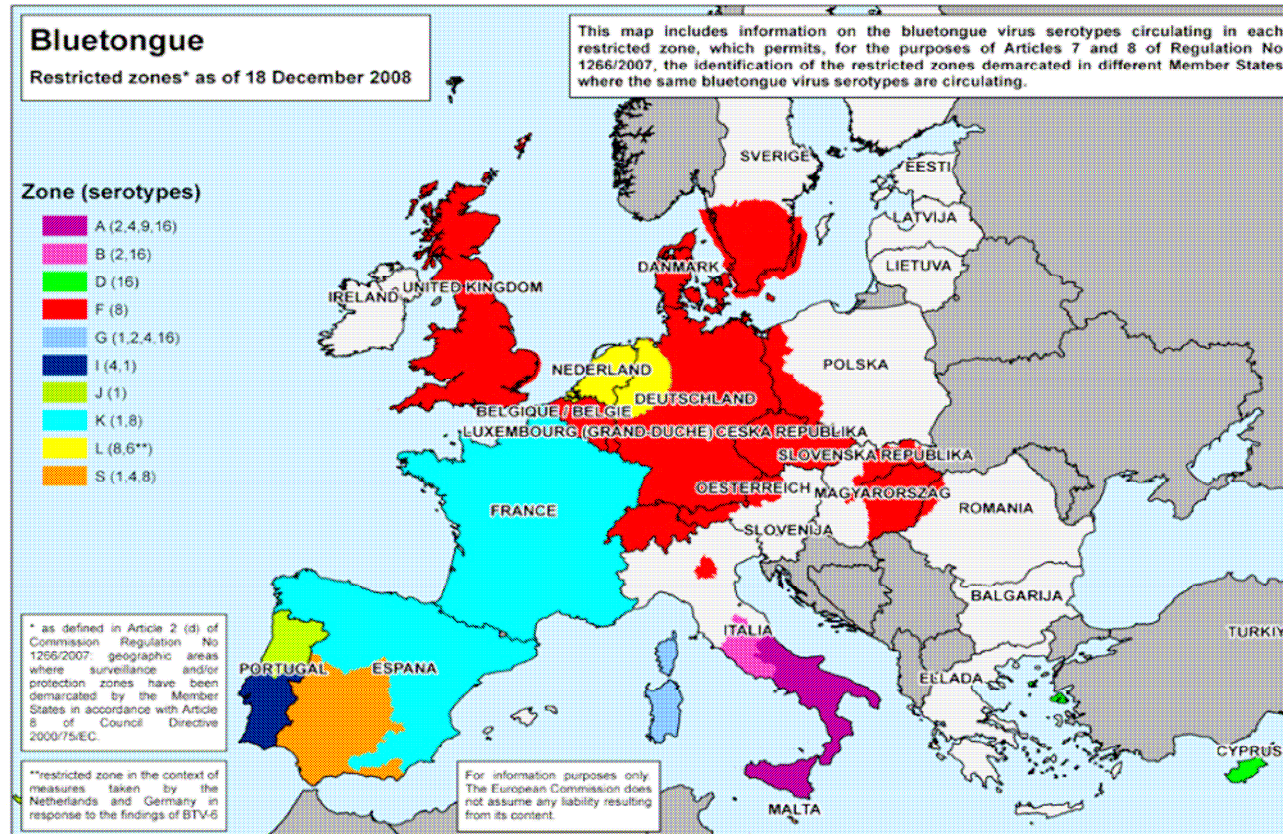 Bluetongue
Restricted zones* as of 18 December 2008
This map includes information on the bluetongue virus serotypes circulating in each
restricted zone, which permits, for the purposes of Articles 7 and 8 of Regulation No
1266/2007, the identification of the restricted zones demarcated in different Member States
where the same bluetongue virus serotypes are circulating.
Zone (serotypes)
A (2,4,9,16)
B (2,16)
D (16)
F (8)
G (1,2,4,16)
I (4,1)
J (1)
K (1,8)
L (8,6**)
S (1,4,8)
SVERIGE
EESTI
LATVIJA
LIETUVA
DANMARK
IRELAND
UNITED KINGDOM
POLSKA
NEDERLAND
DEUTSCHLAND
BELGIQUE / BELGIE
LUXEMBOURG (GRAND-DUCHE)
CESKA REPUBLIKA
SLOVENSKA REPUBLIKA
OESTERREICH
MAGYARORSZAG
FRANCE
ROMANIA
SLOVENIJA
BALGARIJA
ITALIA
TURKIY
PORTUGAL
ESPANA
ELLADA
CYPRUS
MALTA
* as defined in Article 2 (d) of
Commission Regulation No
1266/2007: geographic areas
where surveillance and/or
protection zones have been
demarcated by the Member
States in accordance with Article
8 of Council Directive
2000/75/EC.
**restricted zone in the context of
measures taken by the
Netherlands and Germany in
response to the findings of BTV-6
For information purposes only.
The European Commission does
not assume any liability resulting
from its content.